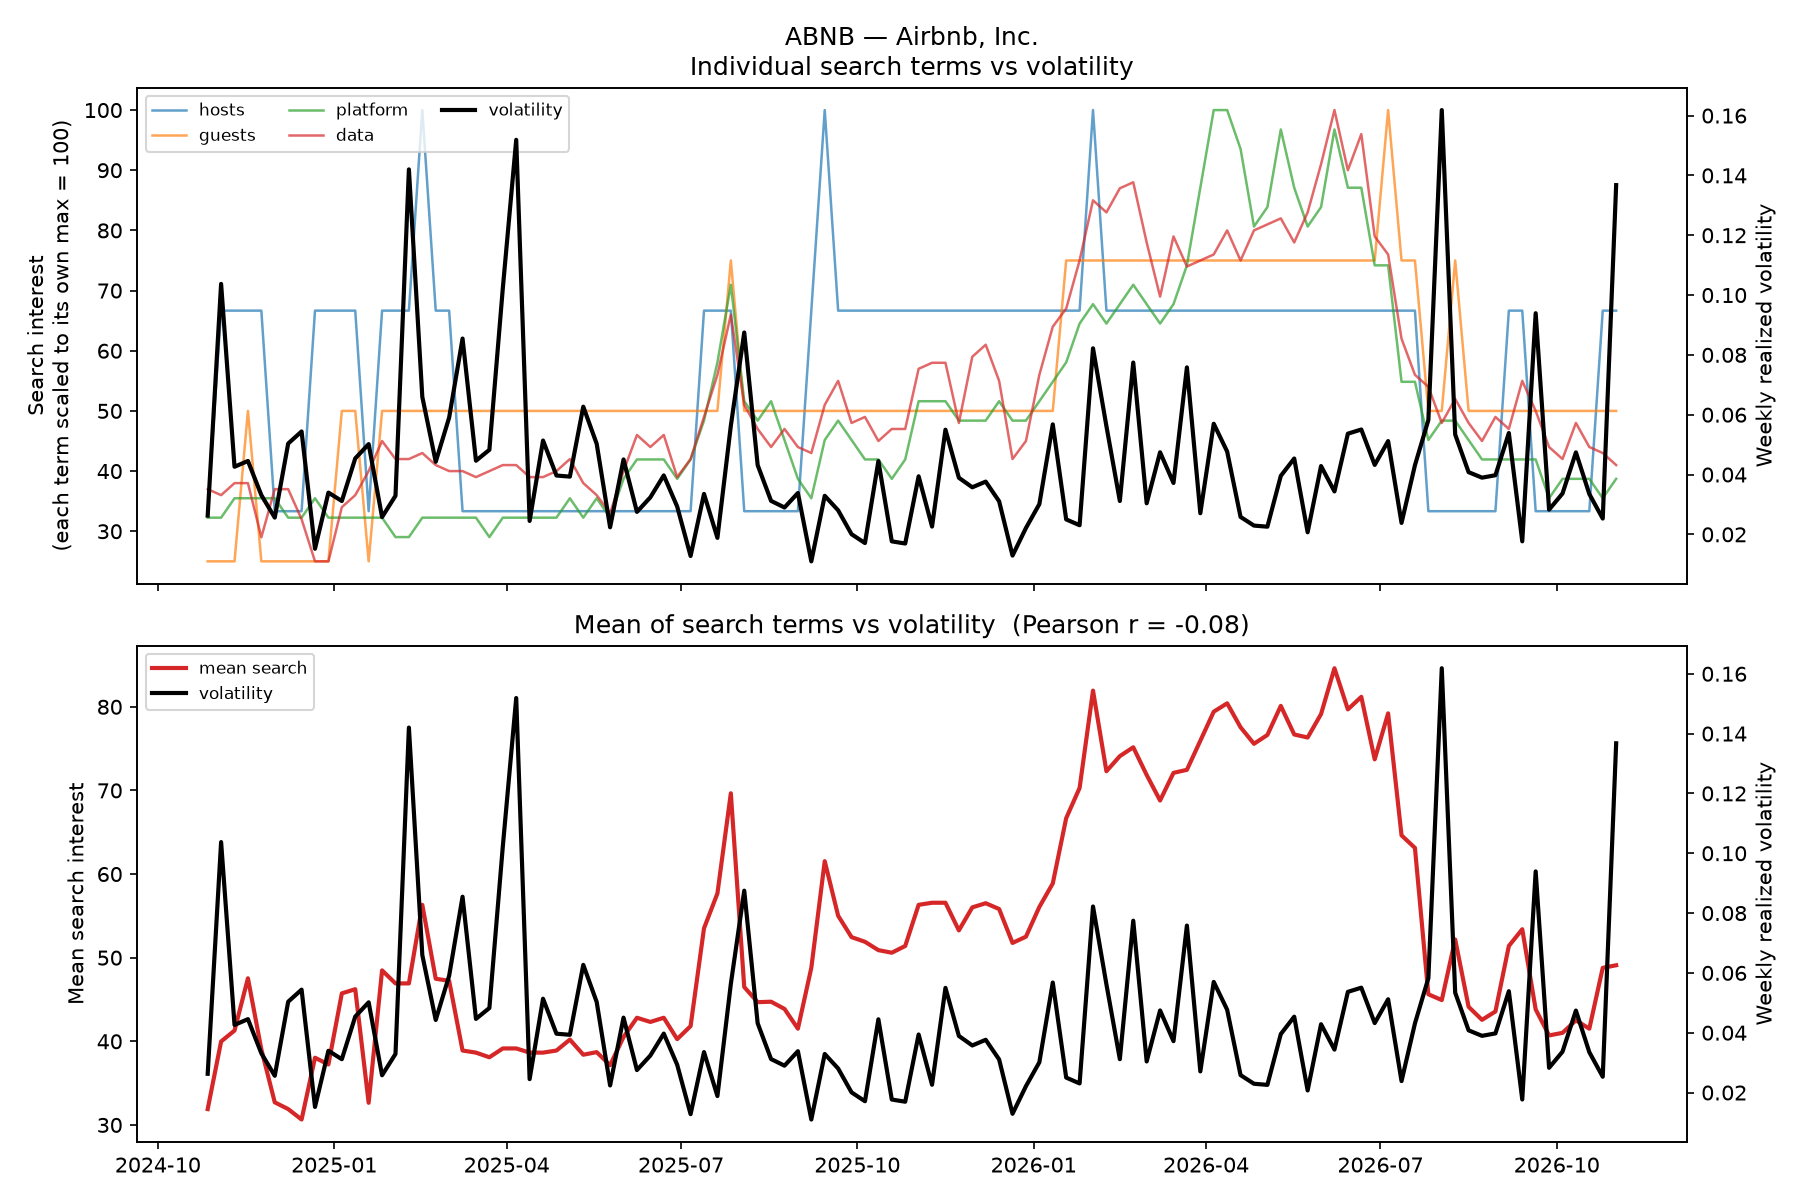 ABNB — Airbnb, Inc.
Individual search terms vs volatility
hosts
guests
platform
data
volatility
Search interest
(each term scaled to its own max = 100)
100
90
80
70
60
50
40
30
Weekly realized volatility
0.16
0.14
0.12
0.10
0.08
0.06
0.04
0.02
Mean of search terms vs volatility (Pearson r = -0.08)
mean search
volatility
Mean search interest
80
70
60
50
40
30
Weekly realized volatility
0.16
0.14
0.12
0.10
0.08
0.06
0.04
0.02
2024-10
2025-01
2025-04
2025-07
2025-10
2026-01
2026-04
2026-07
2026-10